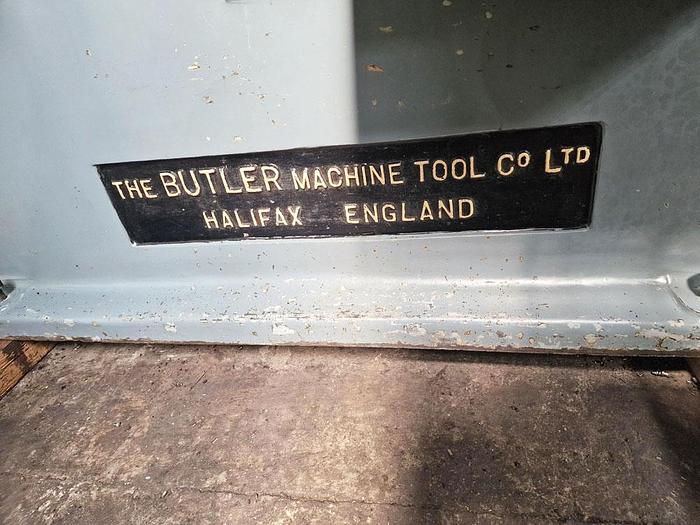 THE BUTLER MACHINE TOOL Cº LTD
HALIFAX ENGLAND